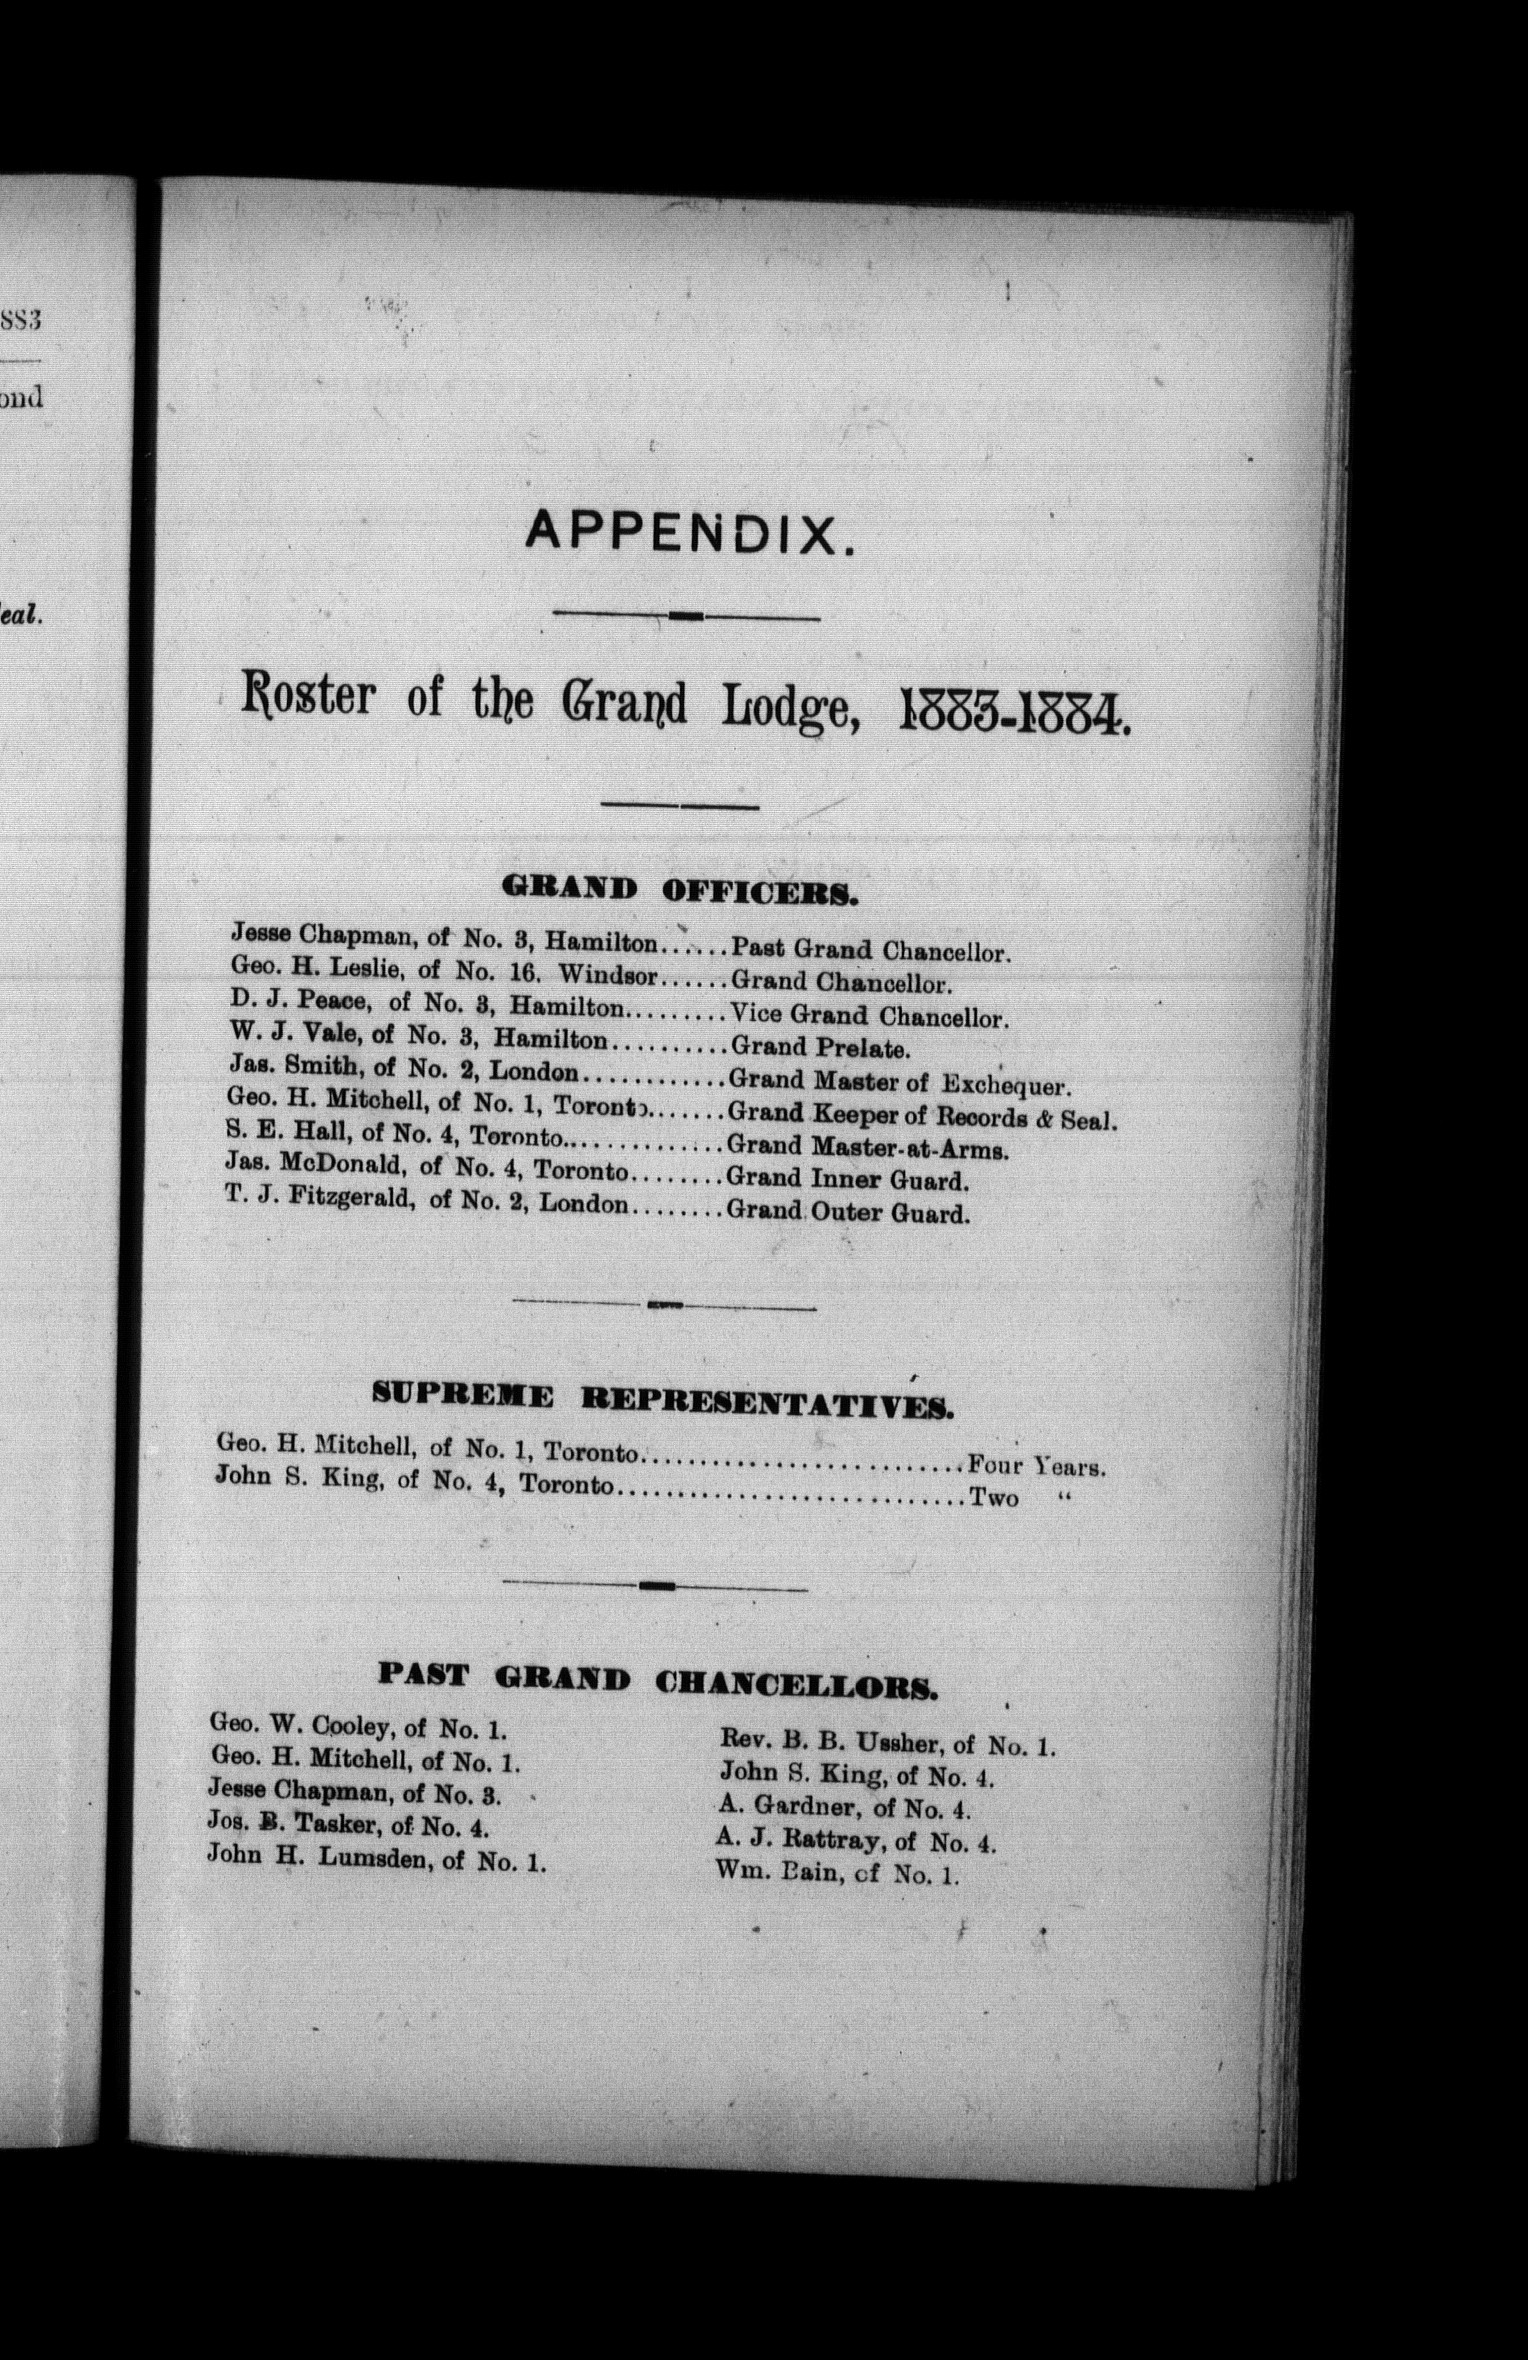 883
ond
eal.
APPENDIX.
Roster of the Grand Lodge, 1883-1884.
GRAND OFFICERS.
Jesse Chapman, of No. 3, Hamilton......Past Grand Chancellor.
Geo. H. Leslie, of No. 16. Windsor......Grand Chancellor.
D. J. Peace, of No. 3, Hamilton.........Vice Grand Chancellor.
W. J. Vale, of No. 3, Hamilton..........Grand Prelate.
Jas. Smith, of No. 2, London............Grand Master of Exchequer.
Geo. H. Mitchell, of No. 1, Toronto.......Grand Keeper of Records & Seal.
S. E. Hall, of No. 4, Toronto..............Grand Master-at-Arms.
Jas. McDonald, of No. 4, Toronto........Grand Inner Guard.
T. J. Fitzgerald, of No. 2, London........Grand Outer Guard.
SUPREME REPRESENTATIVES.
Geo. H. Mitchell, of No. 1, Toronto...........................Four Years.
John S. King, of No. 4, Toronto.............................Two “
PAST GRAND CHANCELLORS.
Geo. W. Cooley, of No. 1.
Geo. H. Mitchell, of No. 1.
Jesse Chapman, of No. 3.
Jos. B. Tasker, of No. 4.
John H. Lumsden, of No. 1.
Rev. B. B. Ussher, of No. 1.
John S. King, of No. 4.
A. Gardner, of No. 4.
A. J. Rattray, of No. 4.
Wm. Bain, of No. 1.